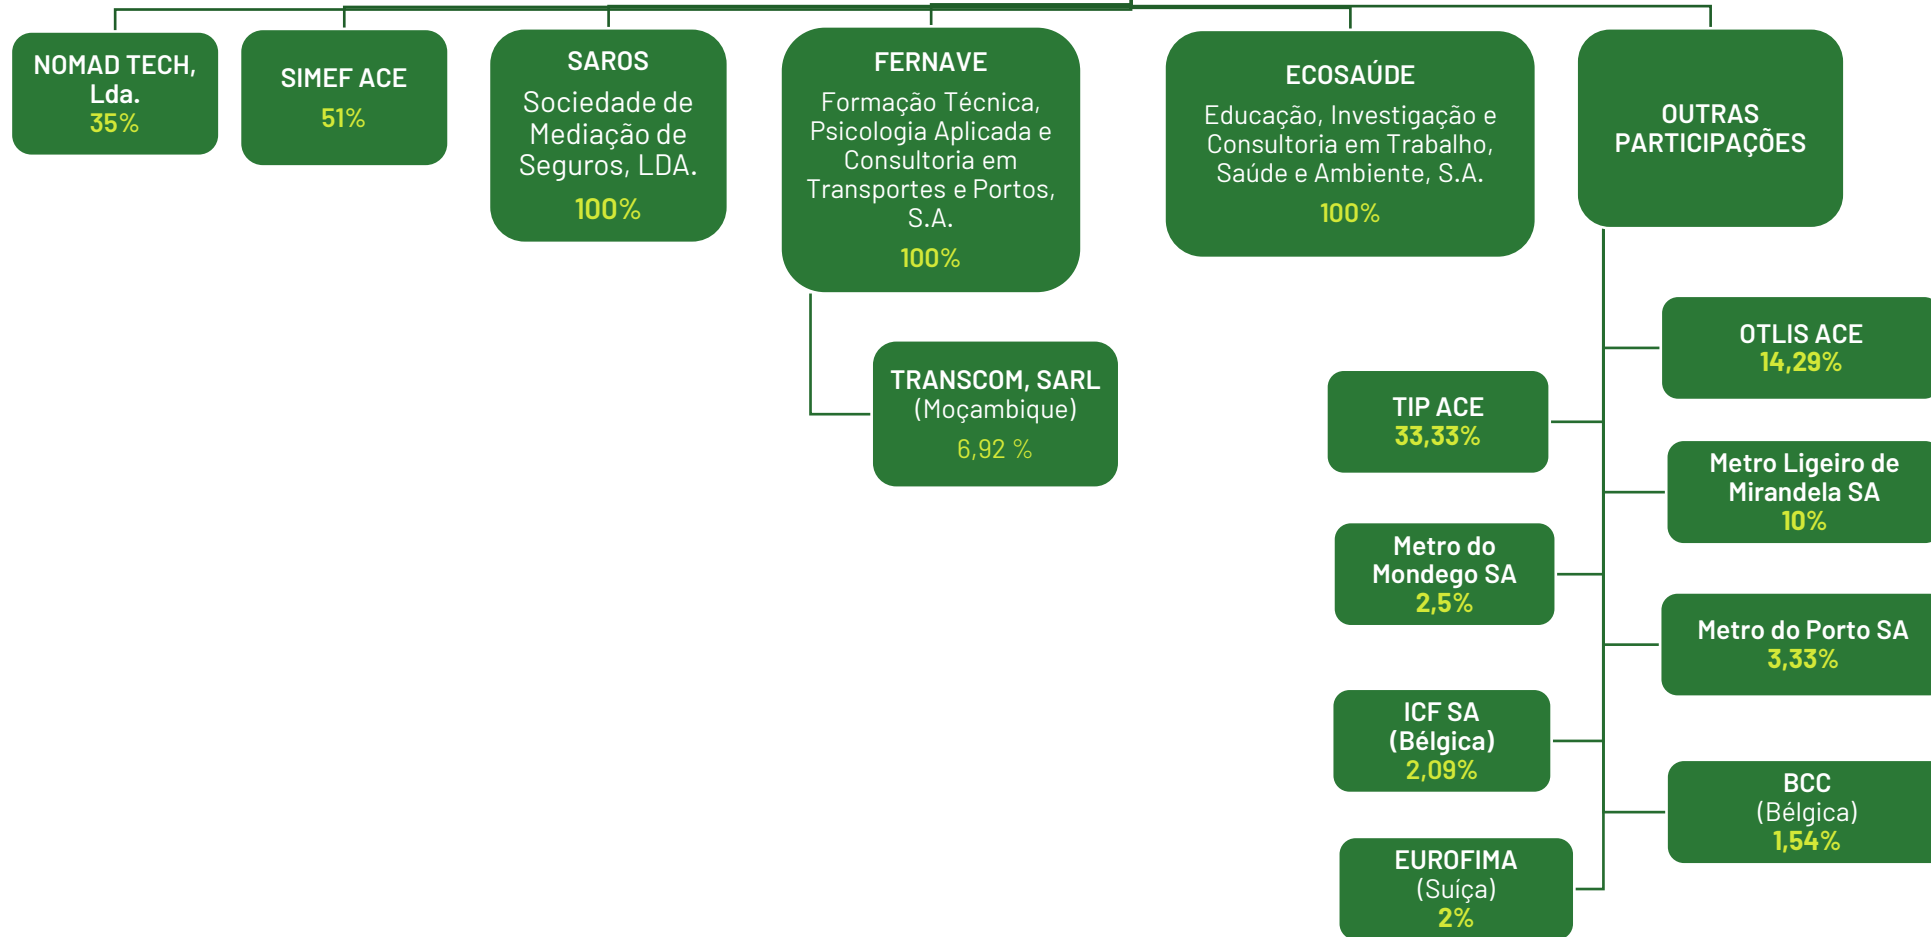 NOMAD TECH,
Lda.
35%
SIMEF ACE
51%
SAROS
Sociedade de
Mediação de
Seguros, LDA.
100%
FERNAVE
Formação Técnica,
Psicologia Aplicada e
Consultoria em
Transportes e Portos,
S.A.
100%
ECOSAÚDE
Educação, Investigação e
Consultoria em Trabalho,
Saúde e Ambiente, S.A.
100%
OUTRAS
PARTICIPAÇÕES
TRANSCOM, SARL
(Moçambique)
6,92 %
OTLIS ACE
14,29%
TIP ACE
33,33%
Metro Ligeiro de
Mirandela SA
10%
Metro do
Mondego SA
2,5%
Metro do Porto SA
3,33%
ICF SA
(Bélgica)
2,09%
BCC
(Bélgica)
1,54%
EUROFIMA
(Suíça)
2%